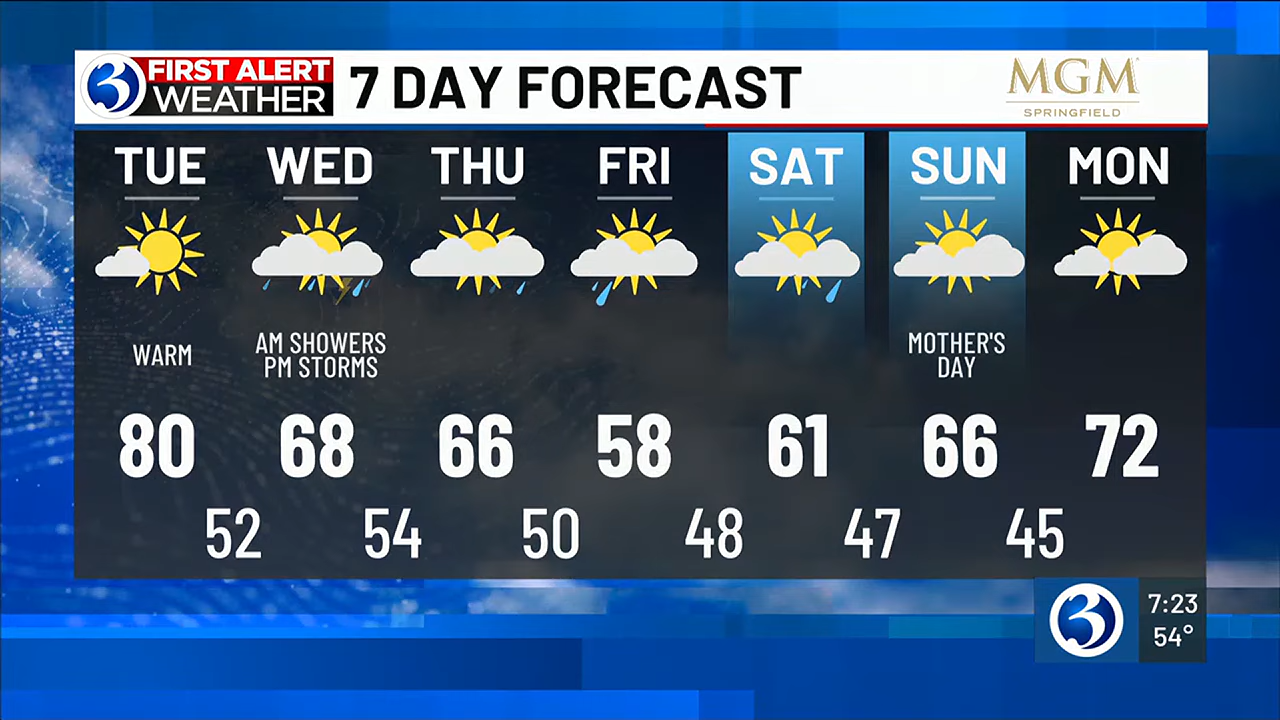 3 FIRST ALERT
WEATHER
7 DAY FORECAST
MGM
SPRINGFIELD
TUE WED THU FRI SAT SUN MON
WARM
AM SHOWERS
PM STORMS
MOTHER'S
DAY
80 68 66 58 61 66 72
52 54 50 48 47 45
3
7:23
54°